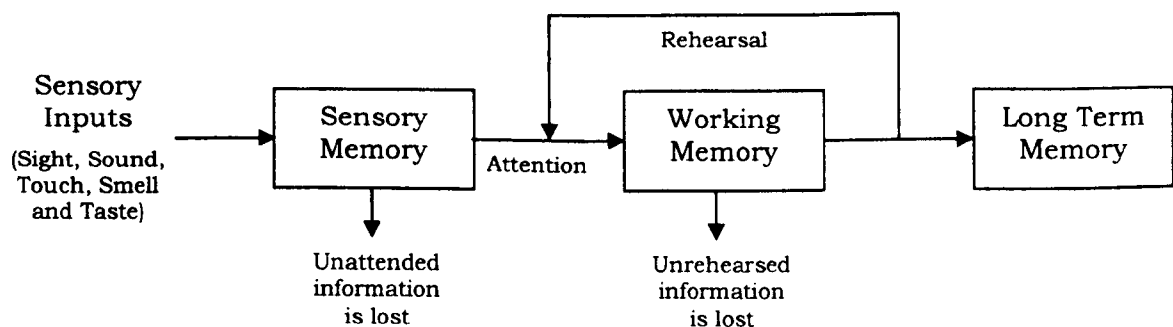 Sensory
Inputs
(Sight, Sound,
Touch, Smell
and Taste)
Sensory
Memory
Unattended
information
is lost
Attention
Rehearsal
Working
Memory
Unrehearsed
information
is lost
Long Term
Memory